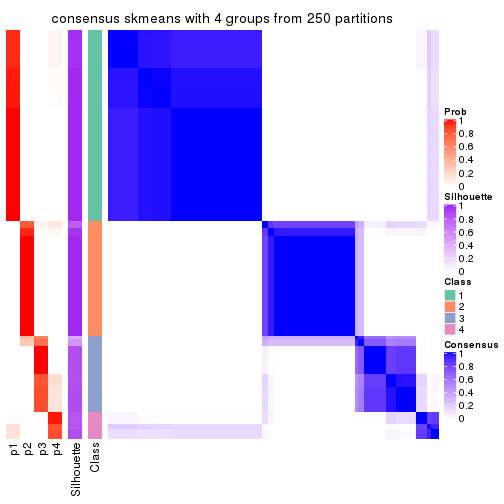 consensus skmeans with 4 groups from 250 partitions
Prob
1
0.8
0.6
0.4
0.2
0
Silhouette
1
0.8
0.6
0.4
0.2
0
Class
1
2
3
4
Consensus
1
0.8
0.6
0.4
0.2
0
p1
p2
p3
p4
Silhouette
Class